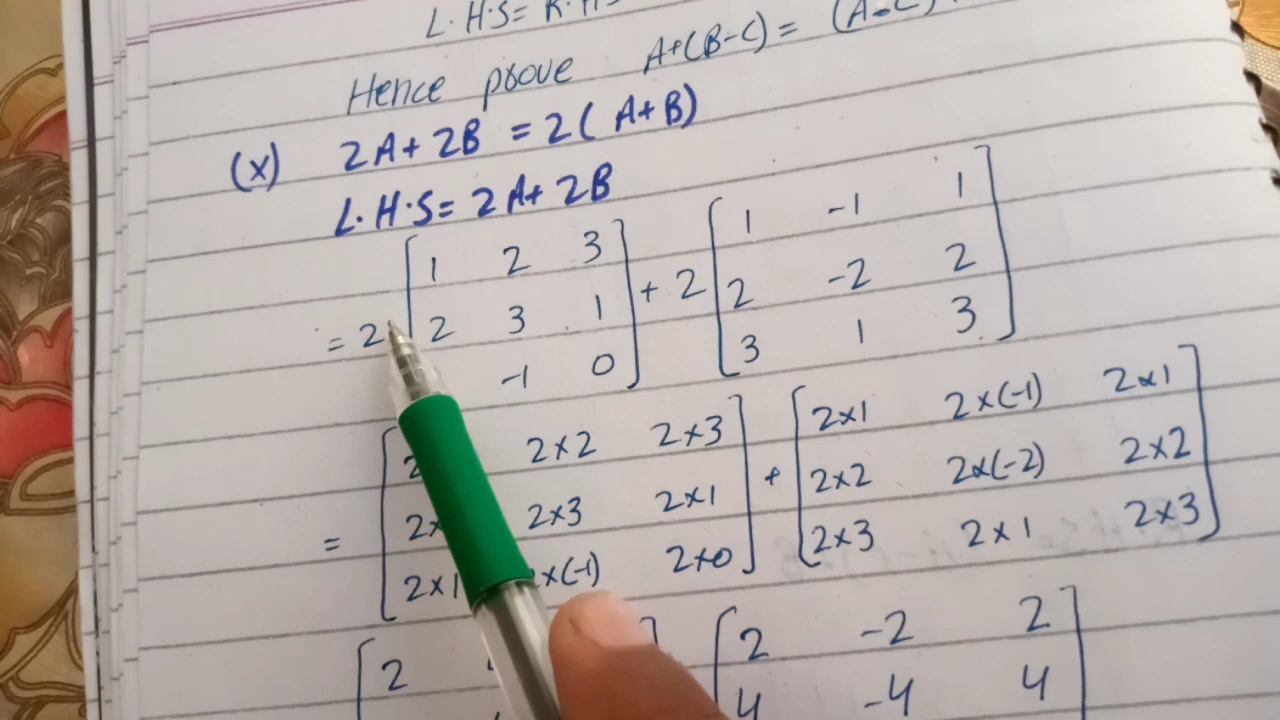 L.H.S= R.H
Hence prove A+(B-C) = (A-C)
(x) 2A+ 2B = 2( A+ B)
L.H.S= 2A+ 2B
1 2 3 1 -1 1
= 2 2 3 1 + 2 2 -2 2
-1 0 3 1 3
2×2 2×3 2×1 2×(-1) 2×1
= 2× 2×3 2×1 + 2×2 2×(-2) 2×2
2×1 ×(-1) 2×0 2×3 2×1 2×3
2 2 -2 2
4 -4 4